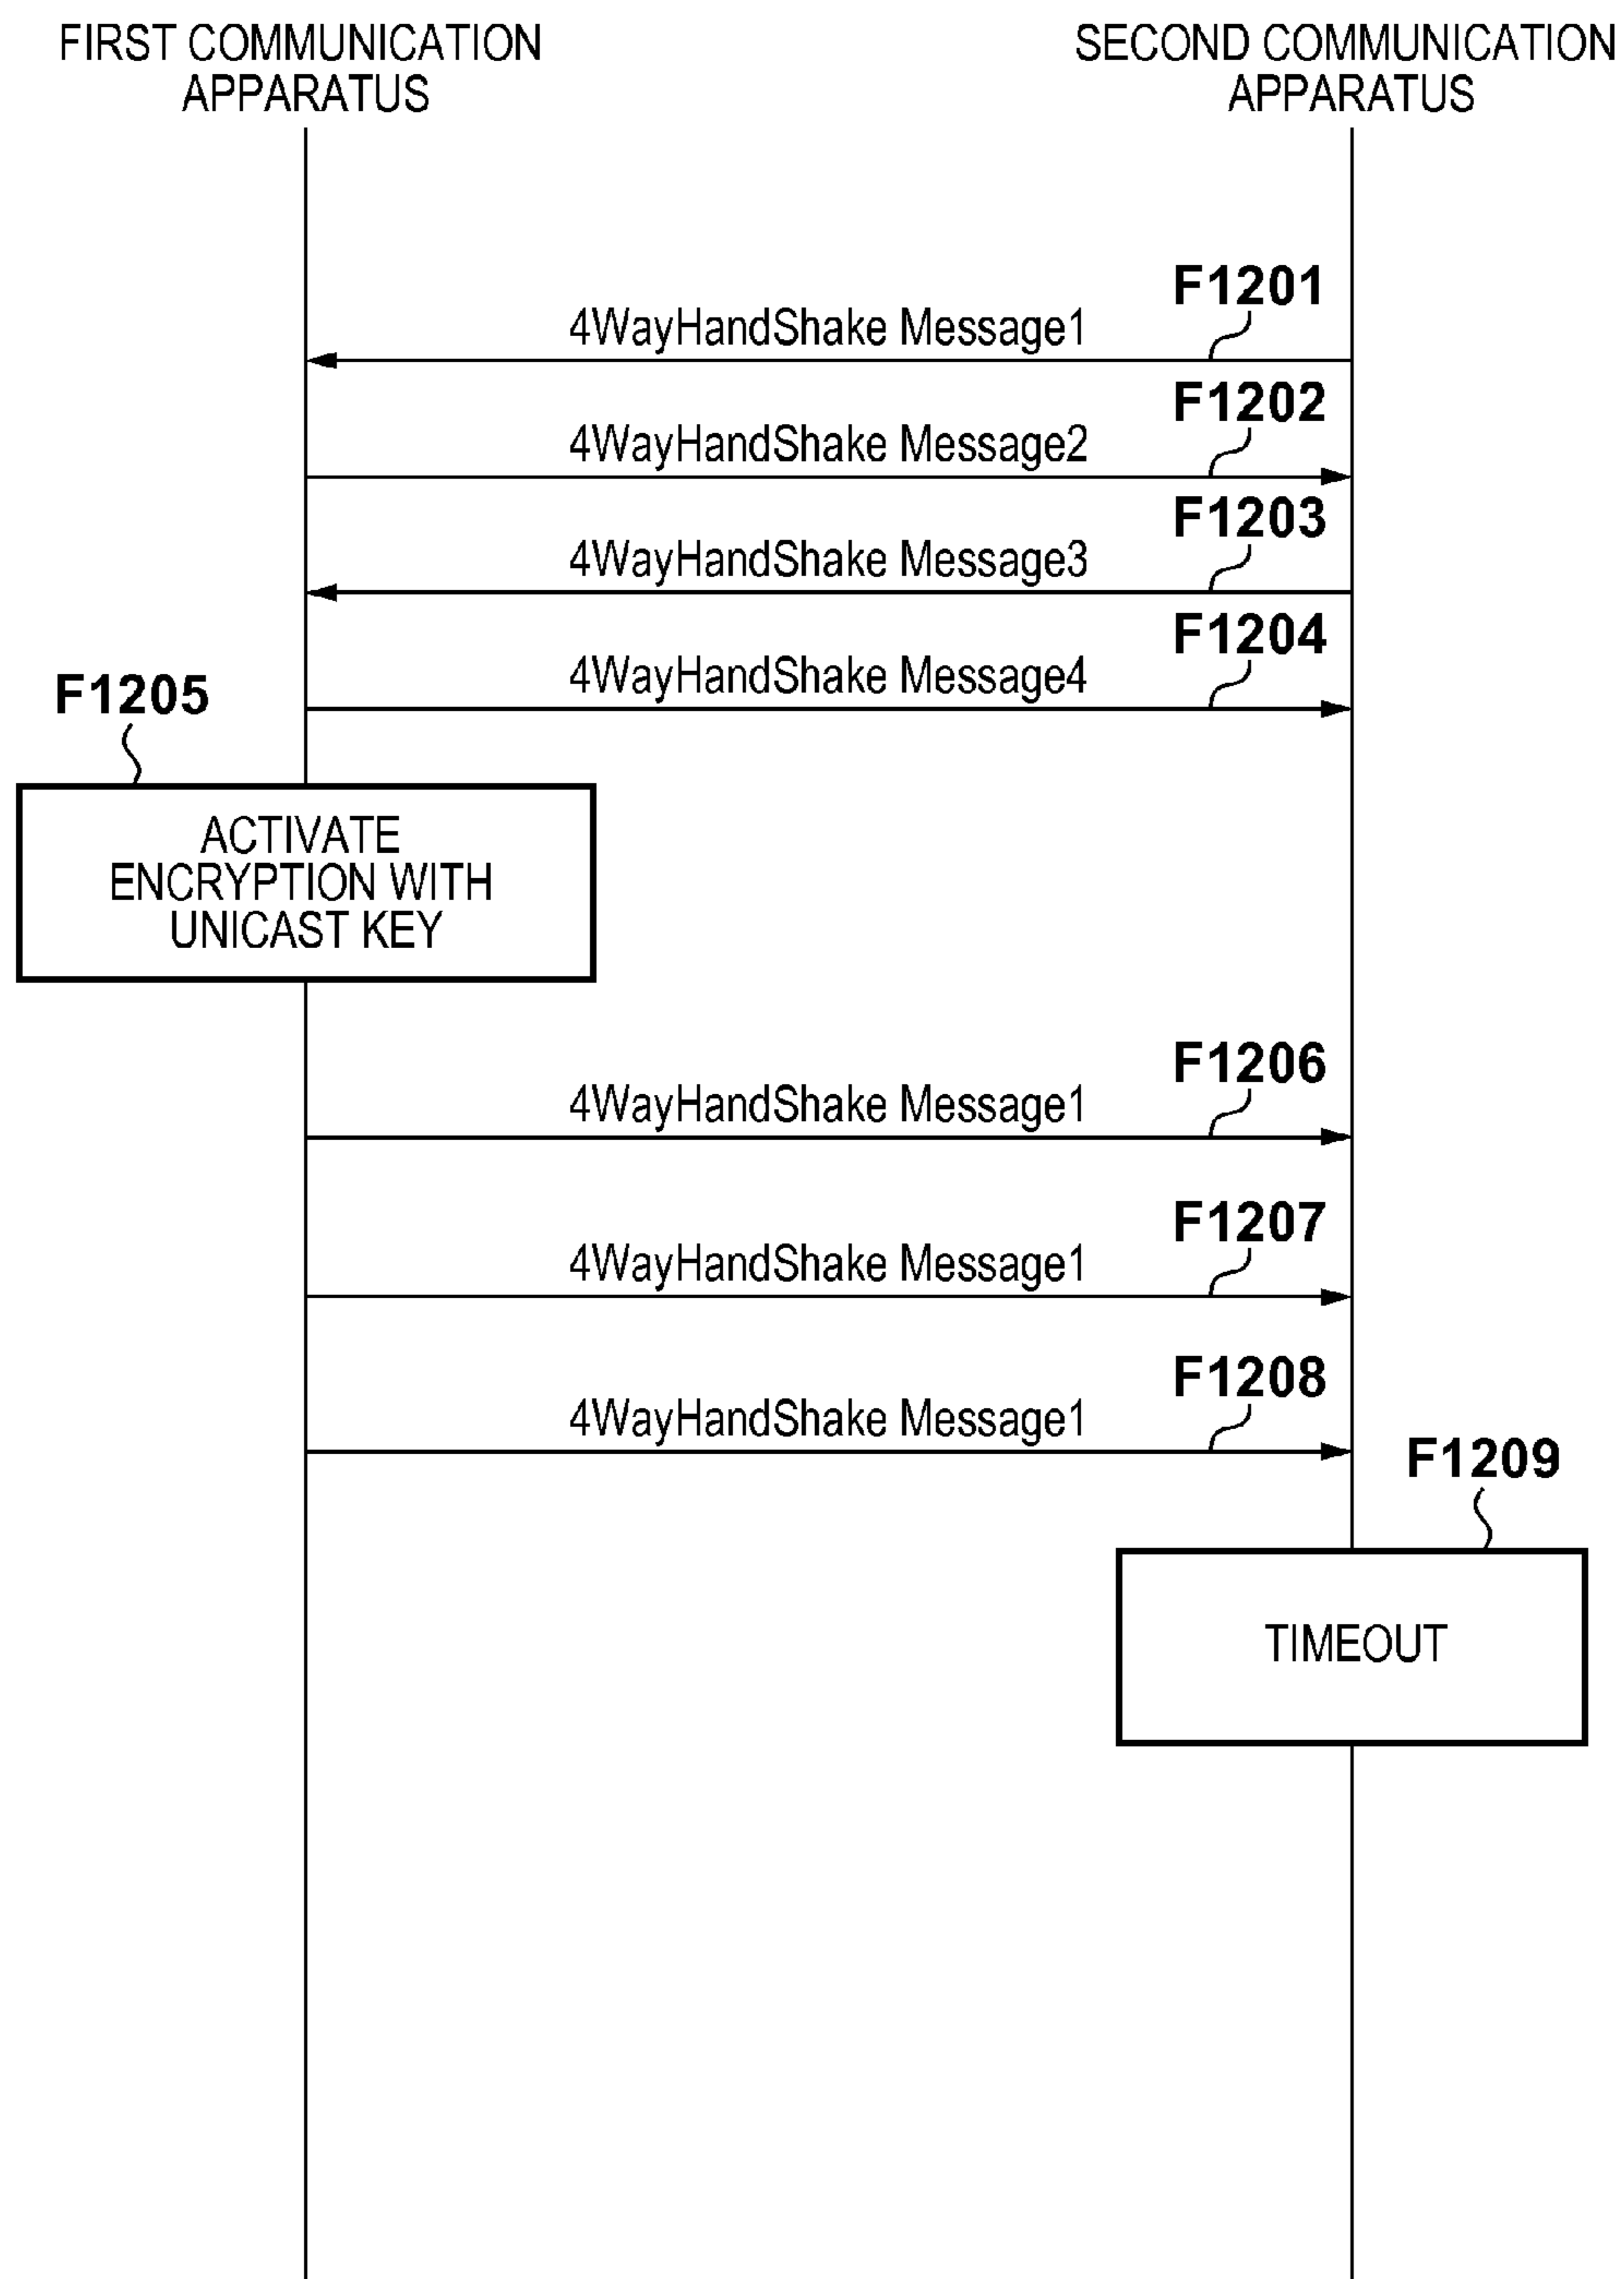 FIRST COMMUNICATION
APPARATUS
SECOND COMMUNICATION
APPARATUS
F1201
4WayHandShake Message1
F1202
4WayHandShake Message2
F1203
4WayHandShake Message3
F1204
4WayHandShake Message4
F1205
ACTIVATE
ENCRYPTION WITH
UNICAST KEY
F1206
4WayHandShake Message1
F1207
4WayHandShake Message1
F1208
4WayHandShake Message1
F1209
TIMEOUT